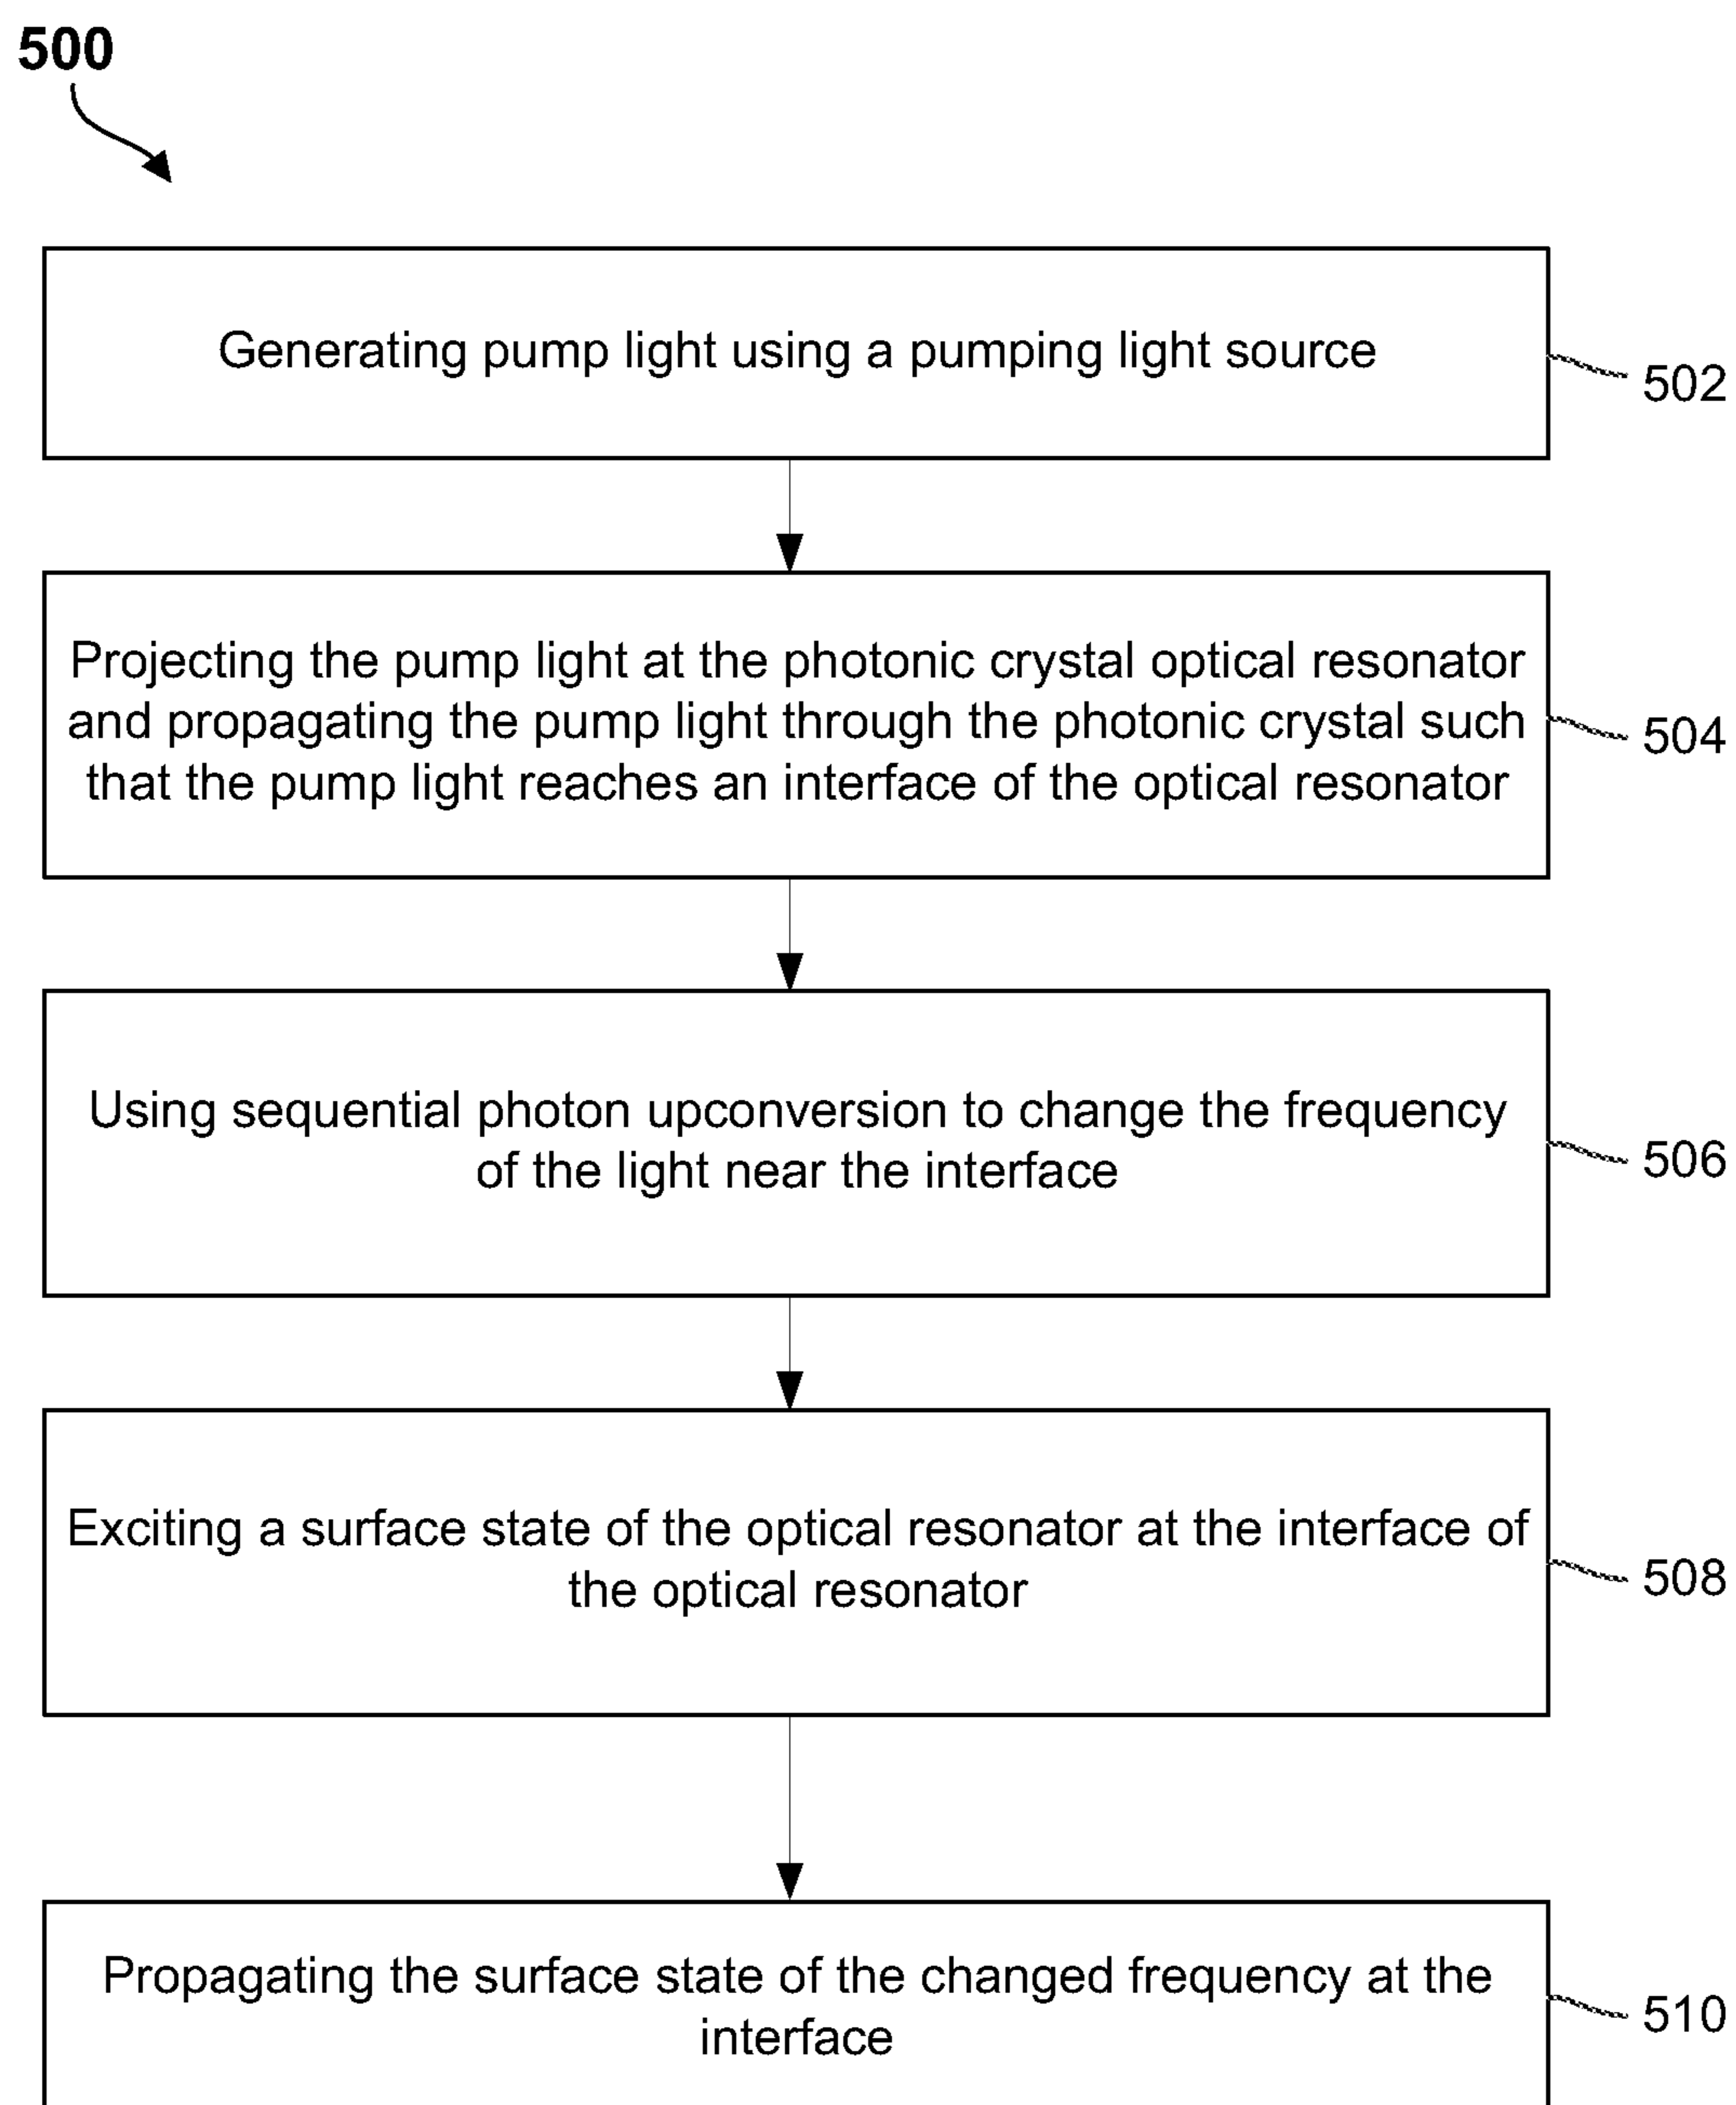 500
Generating pump light using a pumping light source
502
Projecting the pump light at the photonic crystal optical resonator
and propagating the pump light through the photonic crystal such
that the pump light reaches an interface of the optical resonator
504
Using sequential photon upconversion to change the frequency
of the light near the interface
506
Exciting a surface state of the optical resonator at the interface of
the optical resonator
508
Propagating the surface state of the changed frequency at the
interface
510